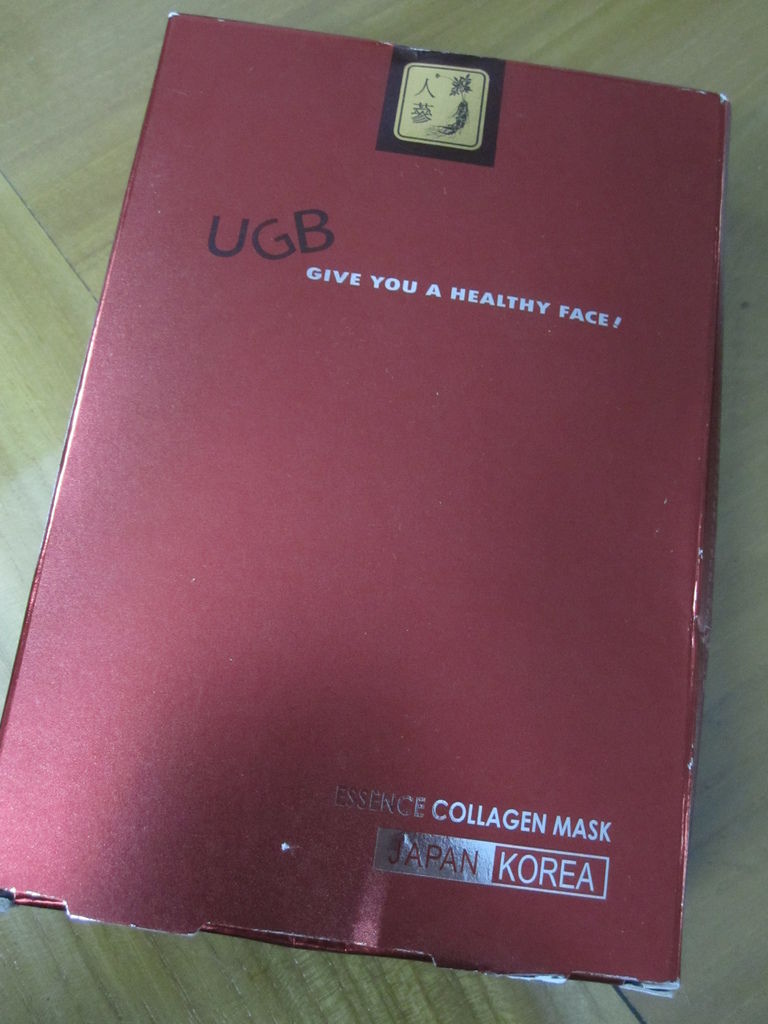 人
蔘
UGB
GIVE YOU A HEALTHY FACE!
ESSENCE COLLAGEN MASK
JAPAN KOREA